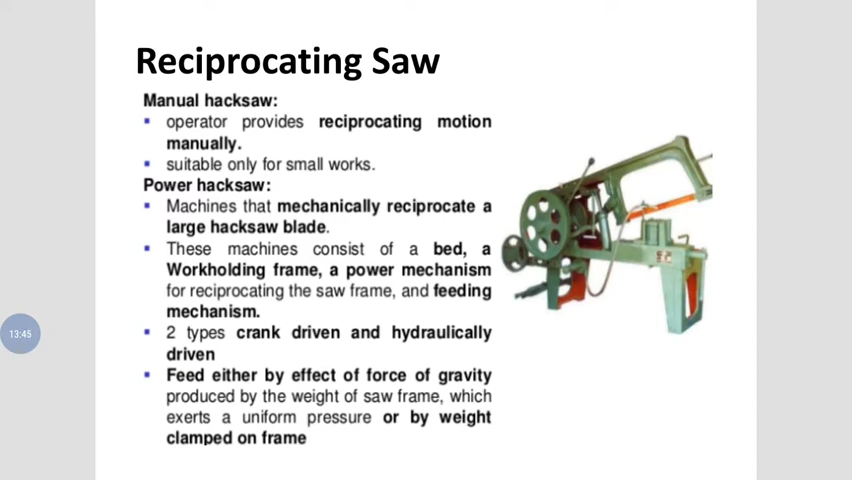 Reciprocating Saw
Manual hacksaw:
▪ operator provides reciprocating motion
manually.
▪ suitable only for small works.
Power hacksaw:
▪ Machines that mechanically reciprocate a
large hacksaw blade.
▪ These machines consist of a bed, a
Workholding frame, a power mechanism
for reciprocating the saw frame, and feeding
mechanism.
▪ 2 types crank driven and hydraulically
driven
▪ Feed either by effect of force of gravity
produced by the weight of saw frame, which
exerts a uniform pressure or by weight
clamped on frame
13:45